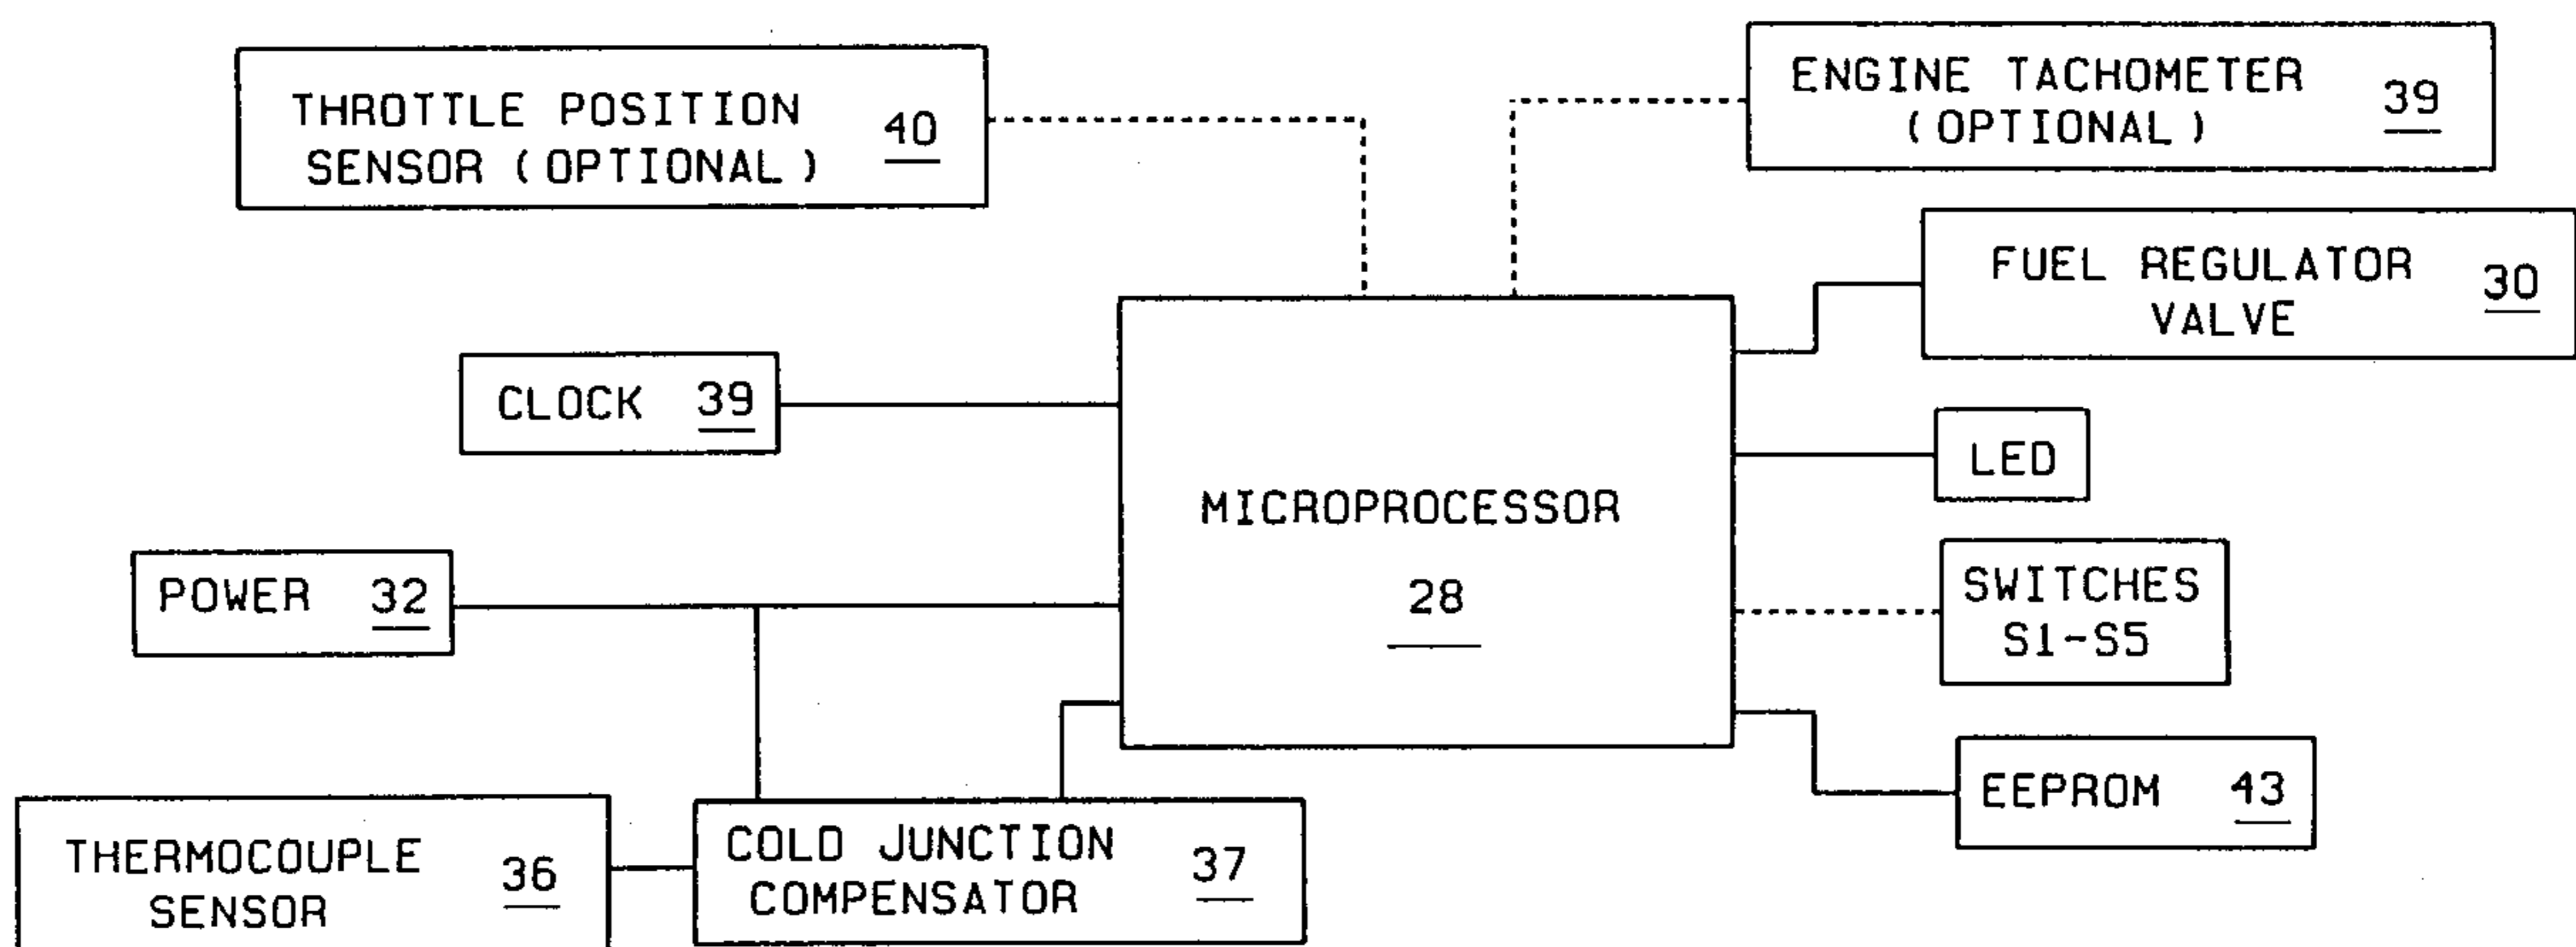 THROTTLE POSITION
SENSOR (OPTIONAL)
40
ENGINE TACHOMETER
(OPTIONAL)
39
FUEL REGULATOR
VALVE
30
CLOCK 39
LED
MICROPROCESSOR
28
POWER 32
SWITCHES
S1-S5
EEPROM 43
THERMOCOUPLE
SENSOR
36
COLD JUNCTION
COMPENSATOR
37